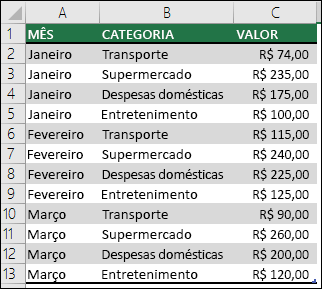 A B C
1 MÊS CATEGORIA VALOR
2 Janeiro Transporte R$ 74,00
3 Janeiro Supermercado R$ 235,00
4 Janeiro Despesas domésticas R$ 175,00
5 Janeiro Entretenimento R$ 100,00
6 Fevereiro Transporte R$ 115,00
7 Fevereiro Supermercado R$ 240,00
8 Fevereiro Despesas domésticas R$ 225,00
9 Fevereiro Entretenimento R$ 125,00
10 Março Transporte R$ 90,00
11 Março Supermercado R$ 260,00
12 Março Despesas domésticas R$ 200,00
13 Março Entretenimento R$ 120,00